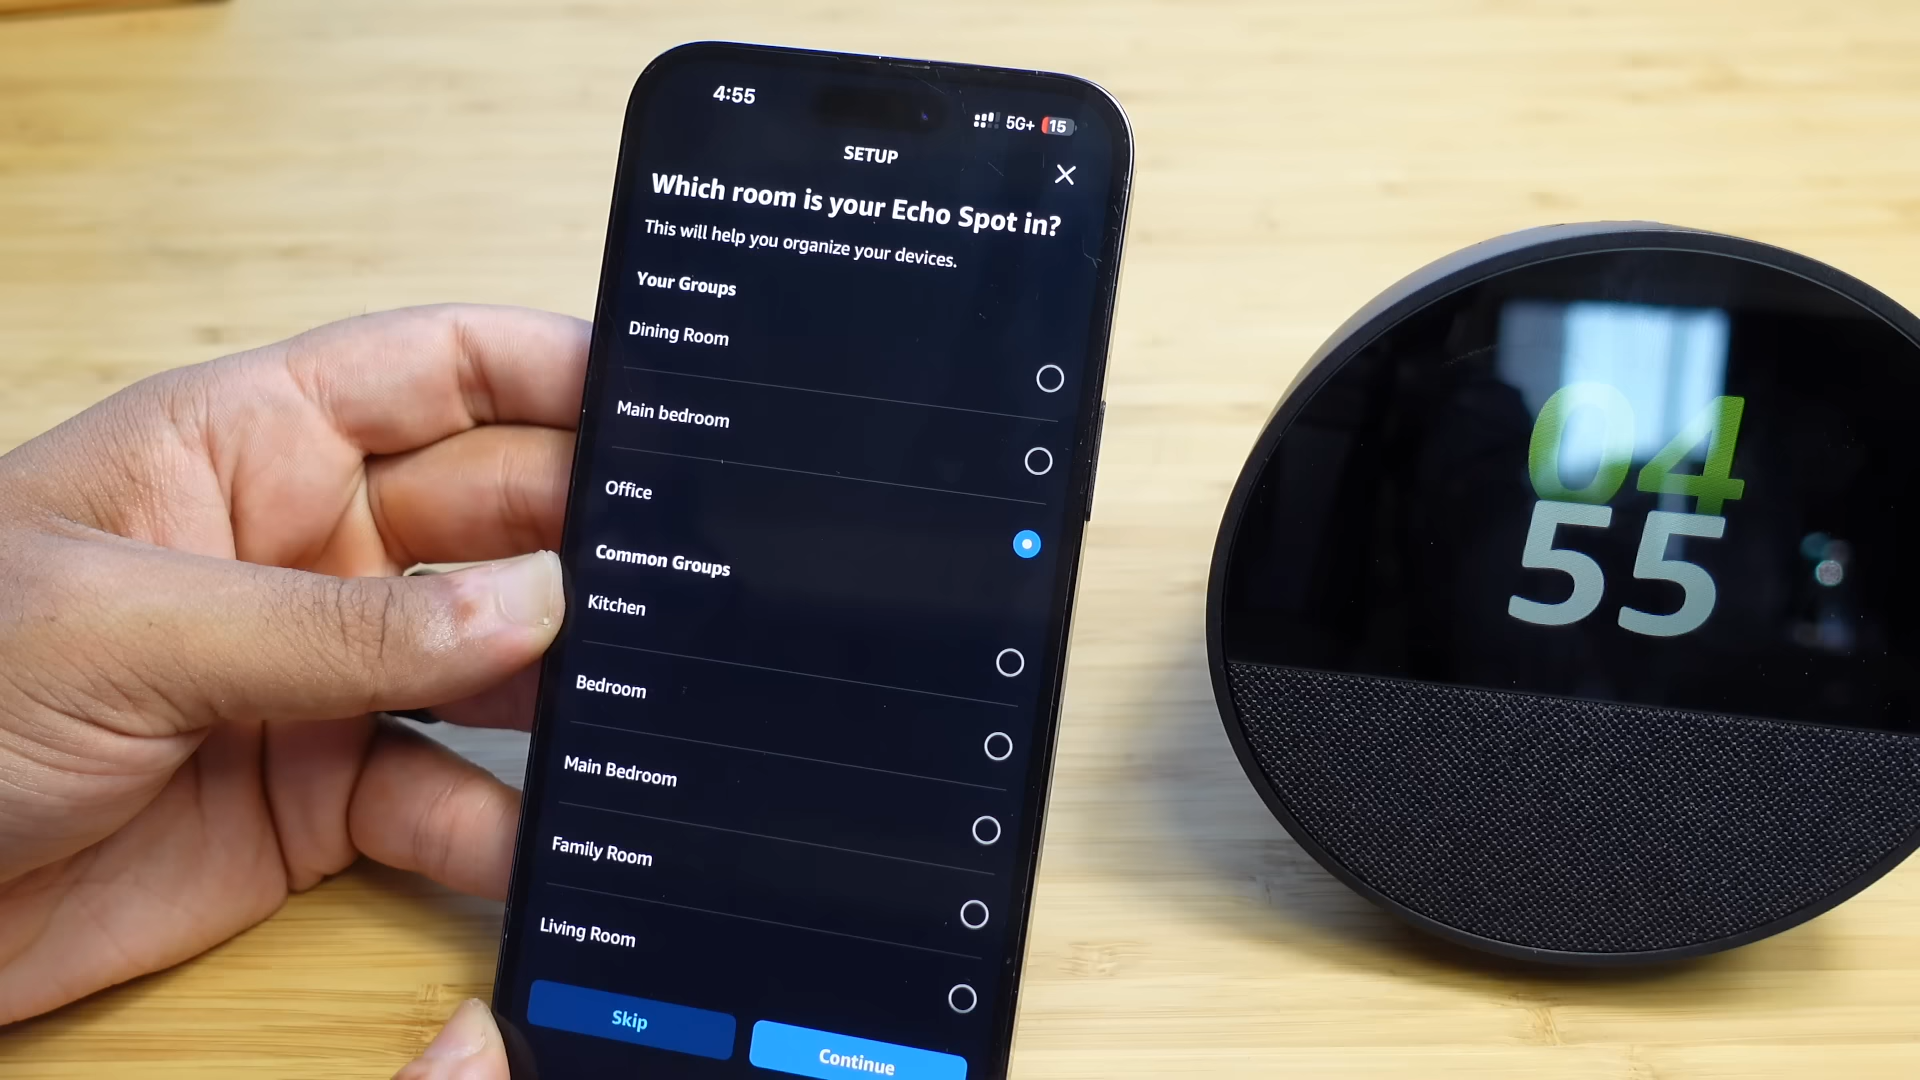 4:55
5G+ 15
SETUP
Which room is your Echo Spot in?
This will help you organize your devices.
Your Groups
Dining Room
Main bedroom
Office
Common Groups
Kitchen
Bedroom
Main Bedroom
Family Room
Living Room
Skip
Continue
04
55